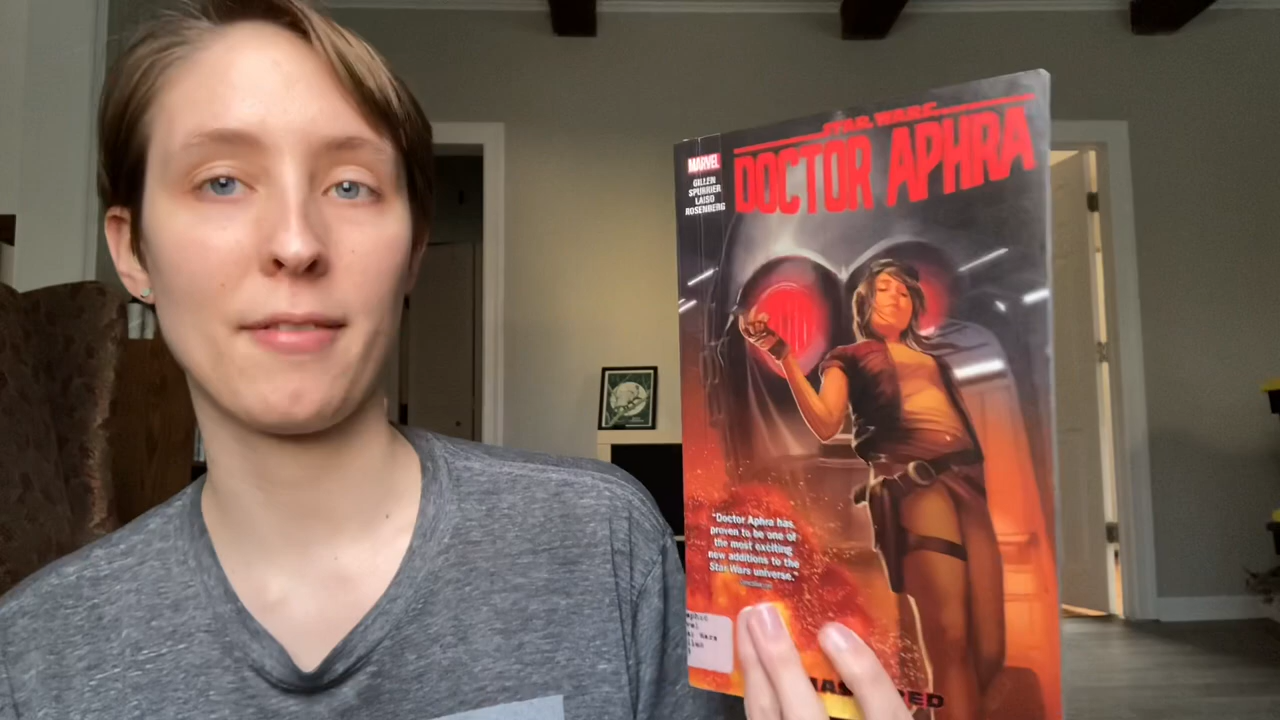 STAR WARS
DOCTOR APHRA
MARVEL
GILLEN
SPURRIER
LAISO
ROSENBERG
"Doctor Aphra has
proven to be one of
the most exciting
new additions to the
Star Wars universe."